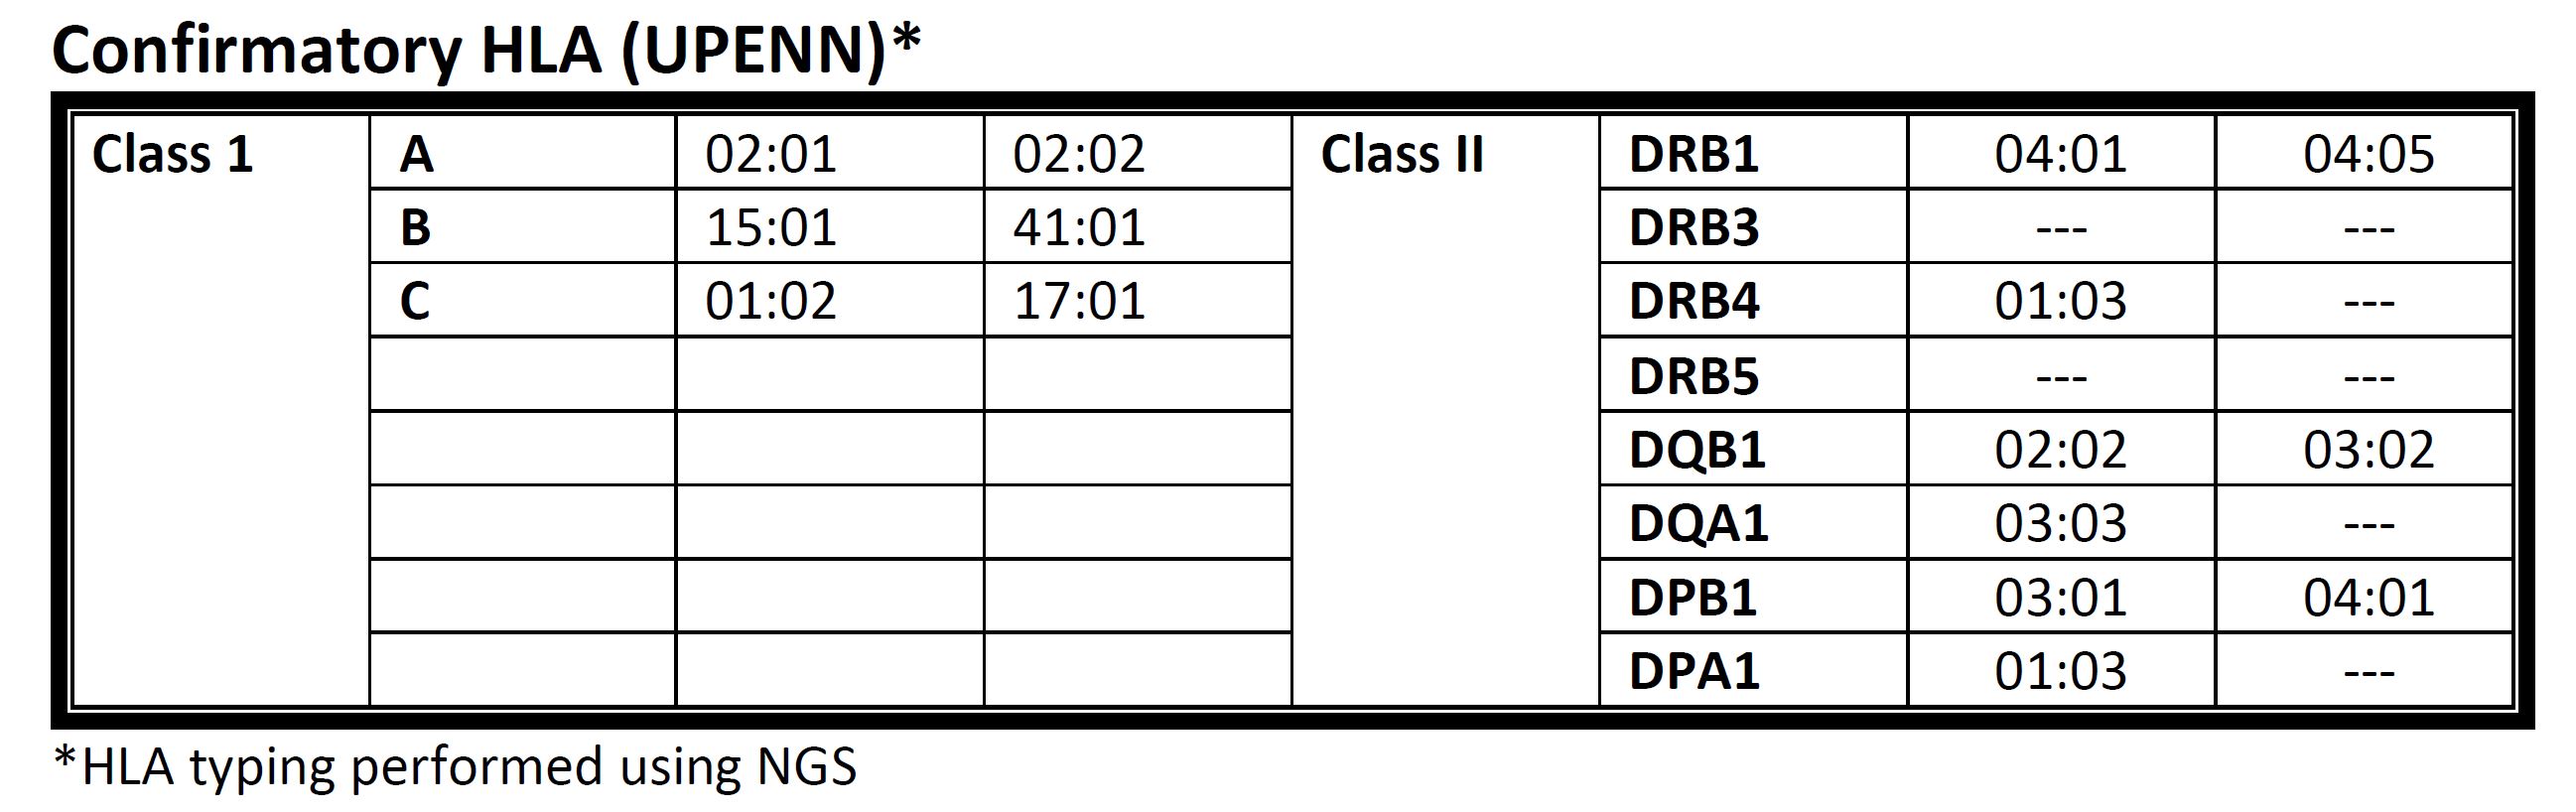 Confirmatory HLA (UPENN)*
Class 1 A 02:01 02:02 Class II DRB1 04:01 04:05
B 15:01 41:01 DRB3 --- ---
C 01:02 17:01 DRB4 01:03 ---
DRB5 --- ---
DQB1 02:02 03:02
DQA1 03:03 ---
DPB1 03:01 04:01
DPA1 01:03 ---
*HLA typing performed using NGS